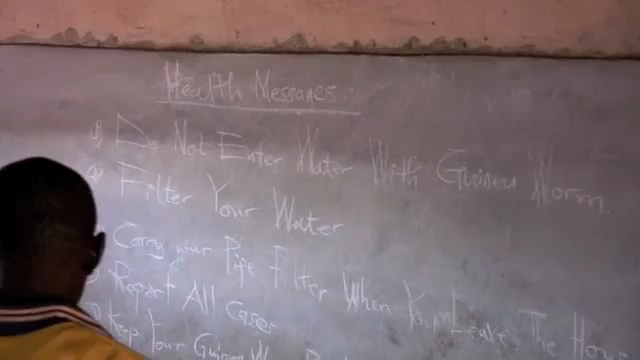 Health Messages.
1) Do Not Enter Water With Guinea Worm.
2) Filter Your Water
Carry your Pipe Filter When You Leave The
Report All Cases
Keep Your Guinea